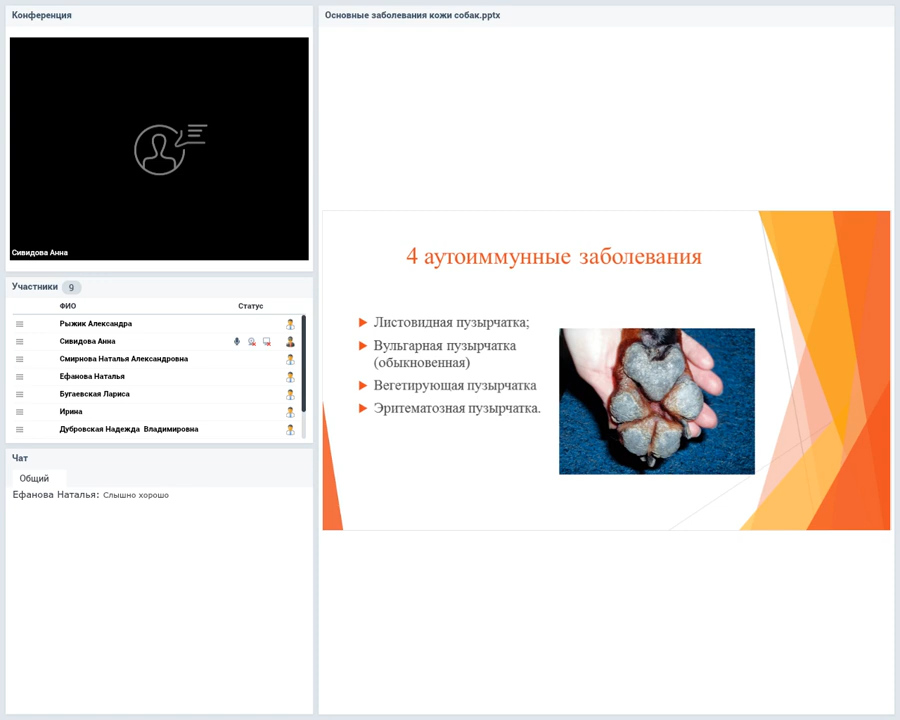 Конференция
Сивидова Анна
Участники 9
ФИО Статус
Рыжик Александра
Сивидова Анна
Смирнова Наталья Александровна
Ефанова Наталья
Бугаевская Лариса
Ирина
Дубровская Надежда Владимировна
Чат
Общий
Ефанова Наталья: Слышно хорошо
Основные заболевания кожи собак.pptx
4 аутоиммунные заболевания
Листовидная пузырчатка;
Вульгарная пузырчатка
(обыкновенная)
Вегетирующая пузырчатка
Эритематозная пузырчатка.